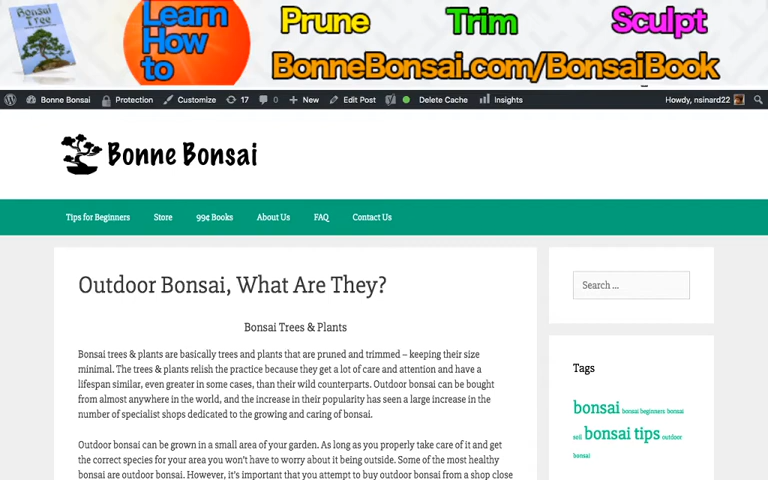 Bonsai
Tree
Learn
How
to
Prune Trim Sculpt
BonneBonsai.com/BonsaiBook
Bonne Bonsai Protection Customize 17 0 + New Edit Post Delete Cache Insights Howdy, nsinard22
Bonne Bonsai
Tips for Beginners Store 99¢ Books About Us FAQ Contact Us
Outdoor Bonsai, What Are They?
Bonsai Trees & Plants
Bonsai trees & plants are basically trees and plants that are pruned and trimmed – keeping their size
minimal. The trees & plants relish the practice because they get a lot of care and attention and have a
lifespan similar, even greater in some cases, than their wild counterparts. Outdoor bonsai can be bought
from almost anywhere in the world, and the increase in their popularity has seen a large increase in the
number of specialist shops dedicated to the growing and caring of bonsai.
Outdoor bonsai can be grown in a small area of your garden. As long as you properly take care of it and get
the correct species for your area you won't have to worry about it being outside. Some of the most healthy
bonsai are outdoor bonsai. However, it's important that you attempt to buy outdoor bonsai from a shop close
Search ...
Tags
bonsai bonsai beginners bonsai
soil bonsai tips outdoor
bonsai